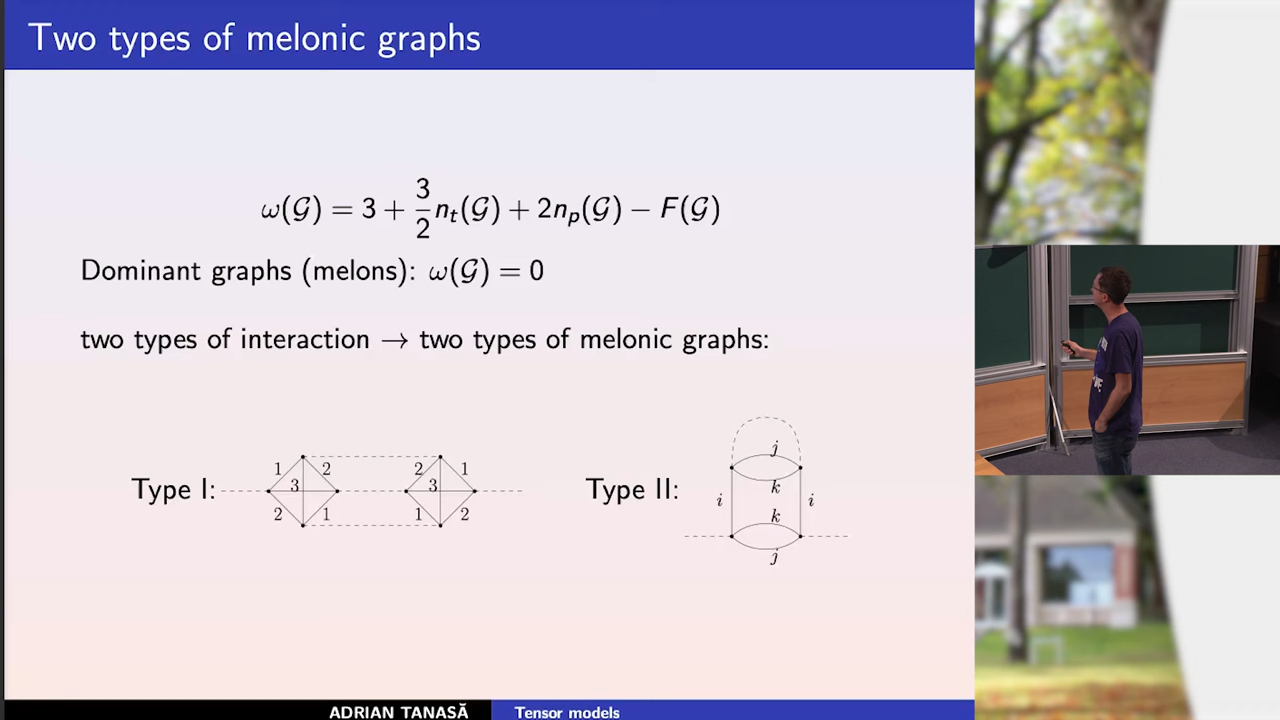 Two types of melonic graphs
ω(𝒢) = 3 + 3/2 n_t(𝒢) + 2n_p(𝒢) − F(𝒢)
Dominant graphs (melons): ω(𝒢) = 0
two types of interaction → two types of melonic graphs:
Type I:
1 2
3
2 1
2 1
3
1 2
Type II:
j
k
i i
k
j
ADRIAN TANASĂ Tensor models